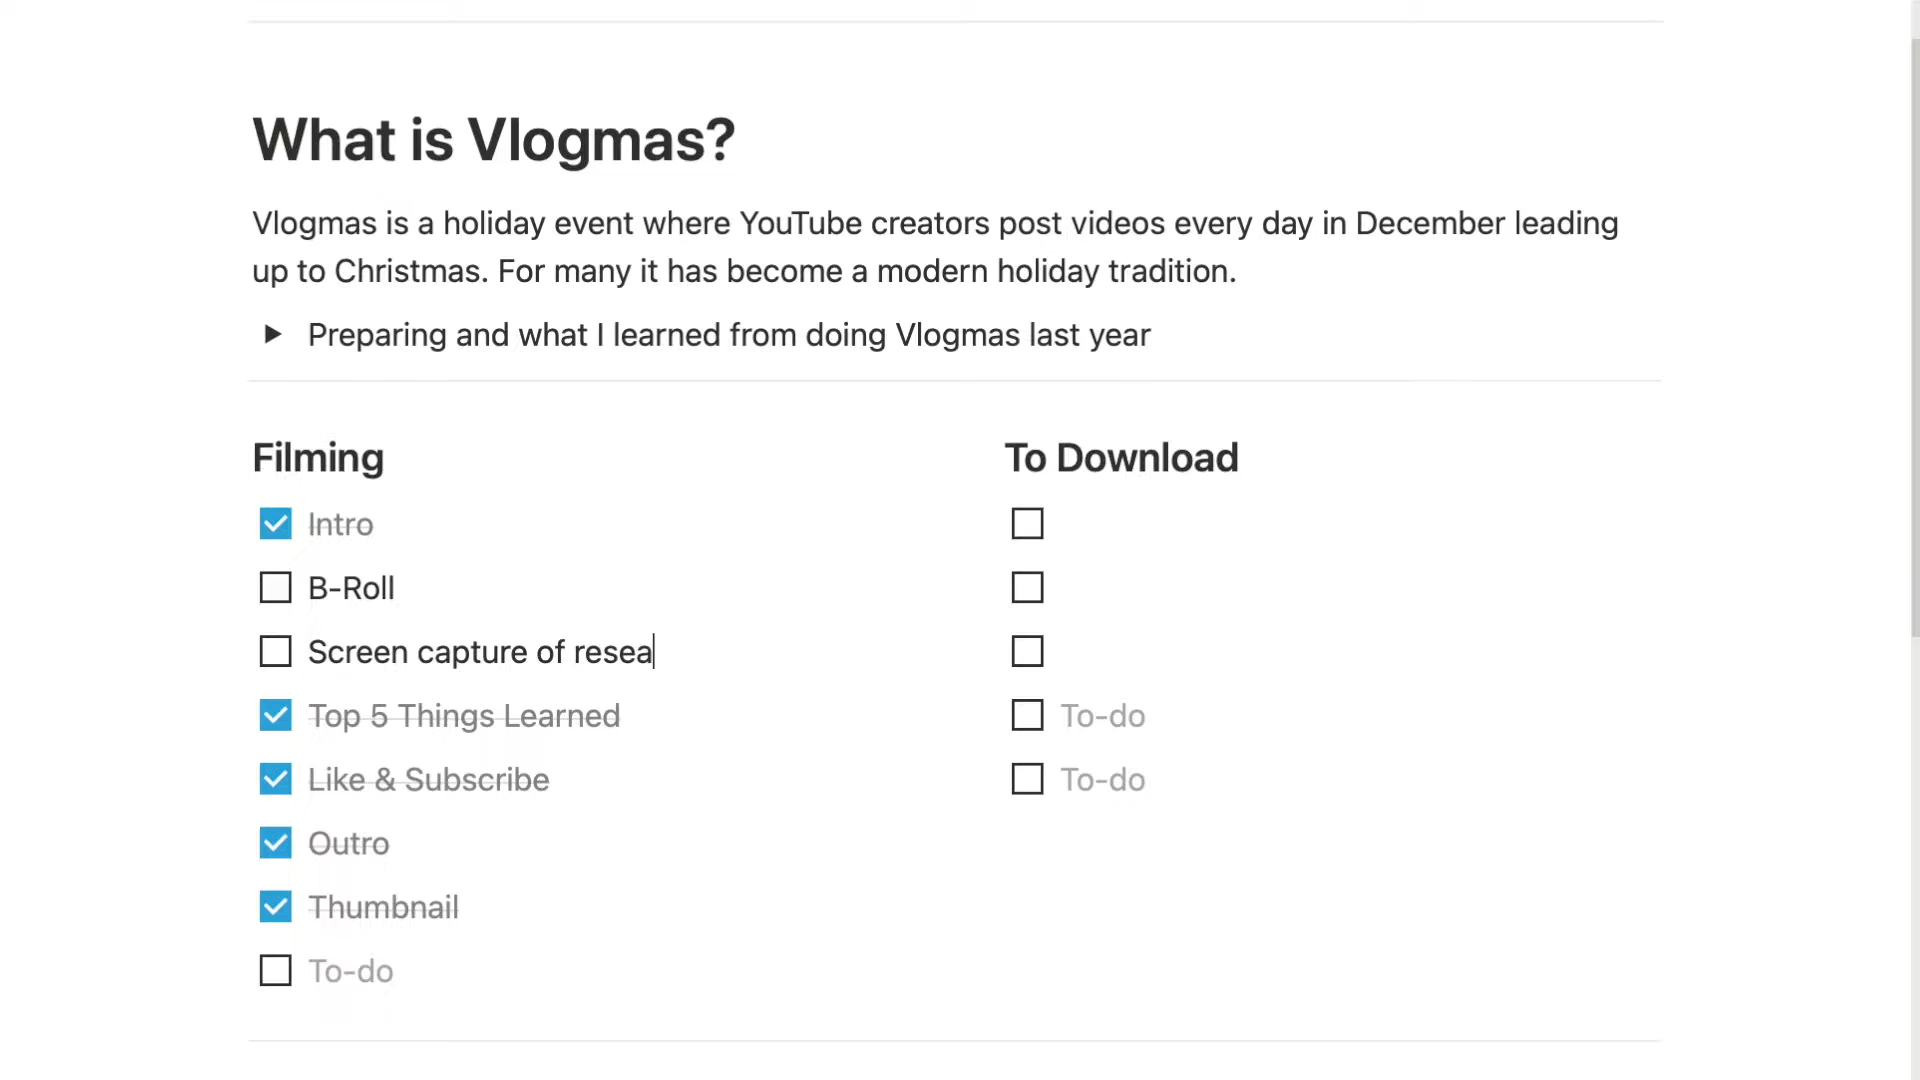 What is Vlogmas?
Vlogmas is a holiday event where YouTube creators post videos every day in December leading
up to Christmas. For many it has become a modern holiday tradition.
Preparing and what I learned from doing Vlogmas last year
Filming
Intro
B-Roll
Screen capture of resea
Top 5 Things Learned
Like & Subscribe
Outro
Thumbnail
To-do
To Download
To-do
To-do